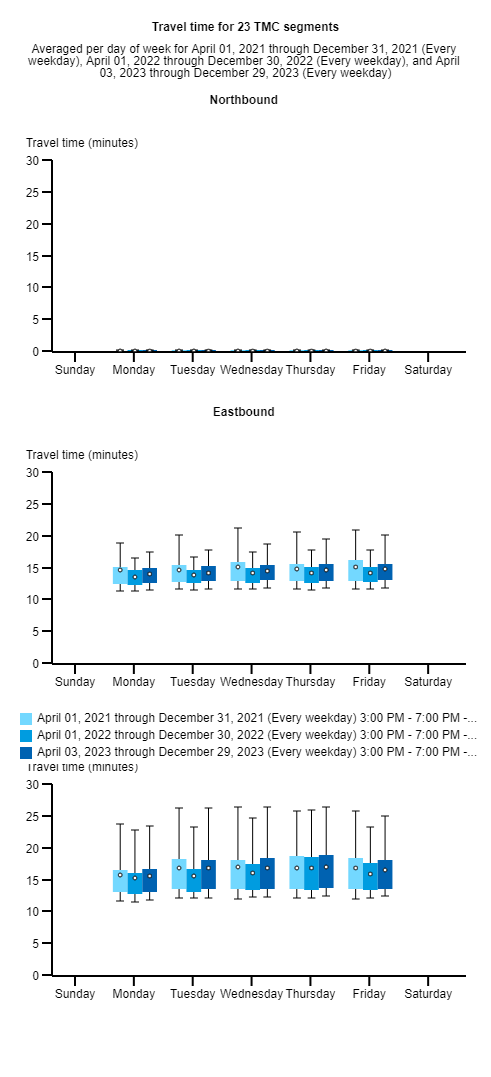 Travel time for 23 TMC segments
Averaged per day of week for April 01, 2021 through December 31, 2021 (Every
weekday), April 01, 2022 through December 30, 2022 (Every weekday), and April
03, 2023 through December 29, 2023 (Every weekday)
Northbound
Travel time (minutes)
30
25
20
15
10
5
0
Sunday Monday Tuesday Wednesday Thursday Friday Saturday
Eastbound
Travel time (minutes)
30
25
20
15
10
5
0
Sunday Monday Tuesday Wednesday Thursday Friday Saturday
April 01, 2021 through December 31, 2021 (Every weekday) 3:00 PM - 7:00 PM -...
April 01, 2022 through December 30, 2022 (Every weekday) 3:00 PM - 7:00 PM -...
April 03, 2023 through December 29, 2023 (Every weekday) 3:00 PM - 7:00 PM -...
Travel time (minutes)
30
25
20
15
10
5
0
Sunday Monday Tuesday Wednesday Thursday Friday Saturday